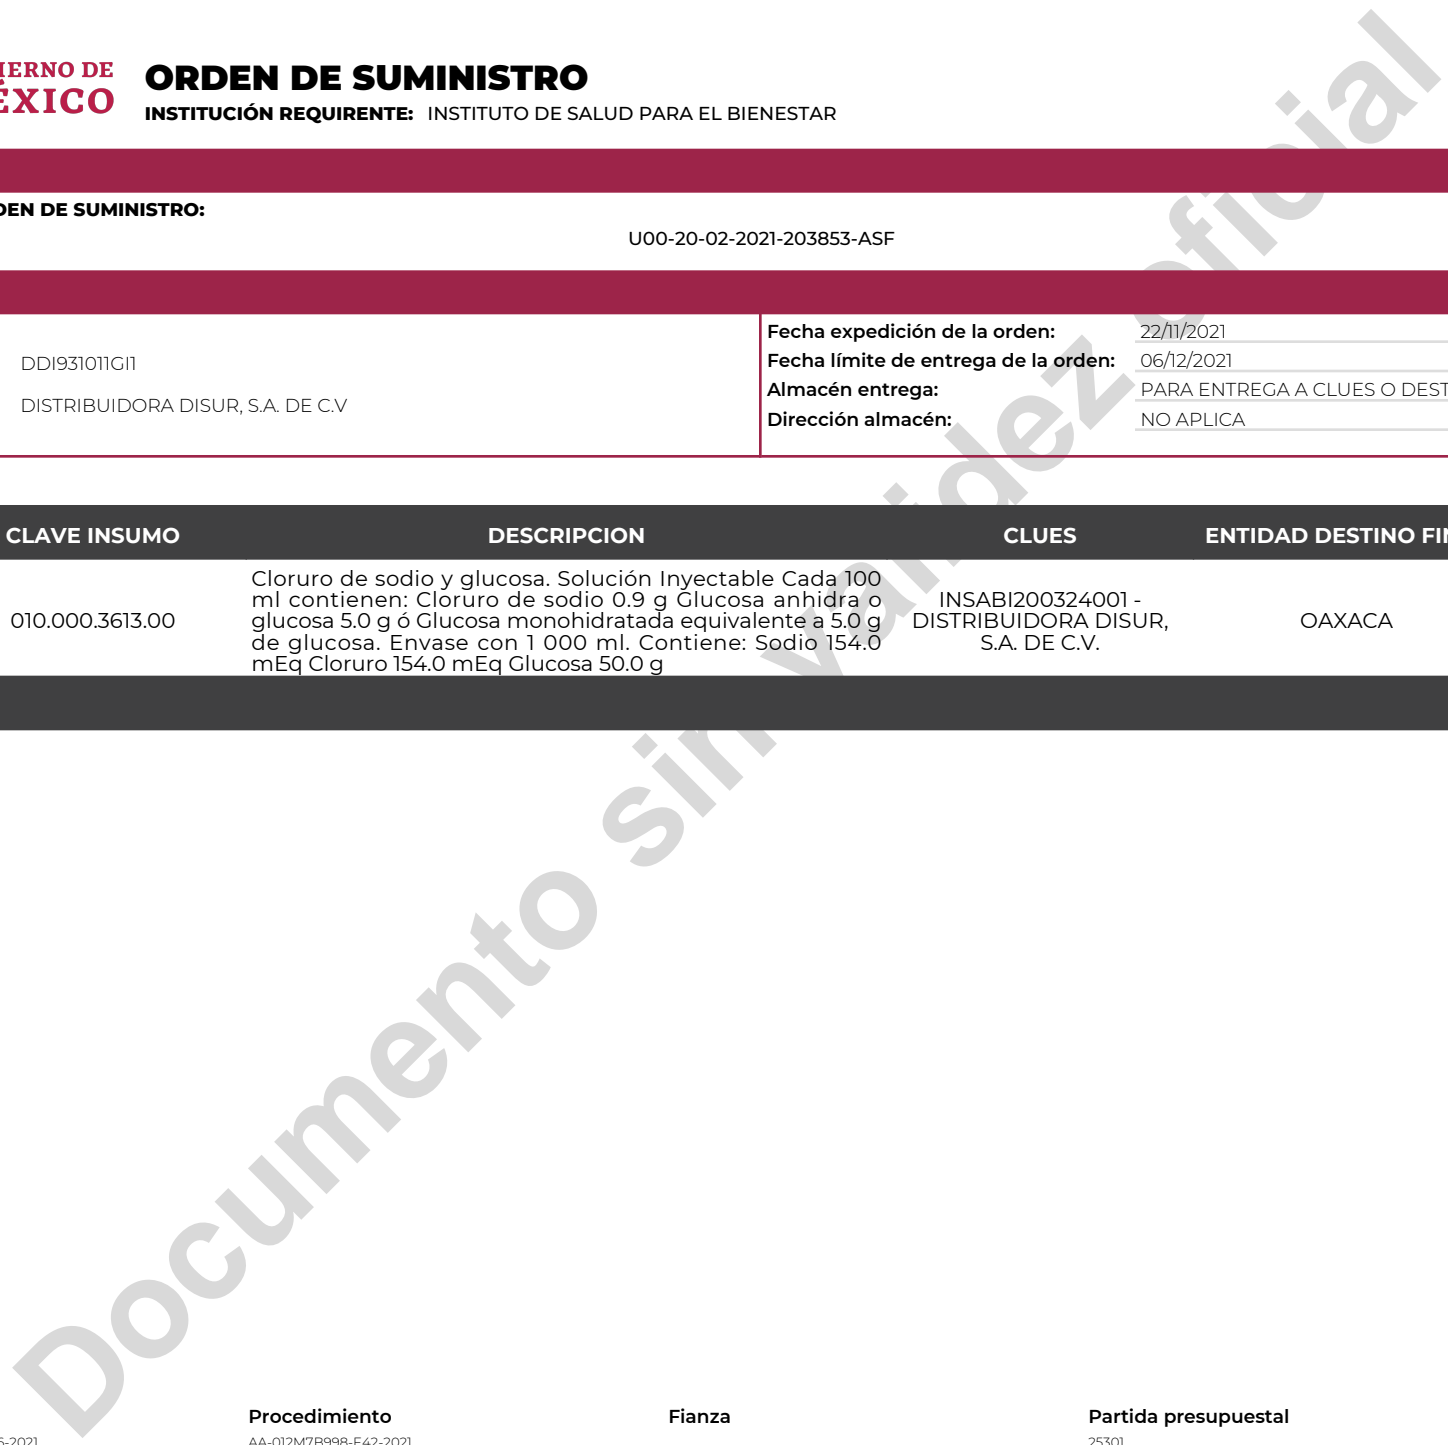 ORDEN DE SUMINISTRO
INSTITUCIÓN REQUIRENTE: INSTITUTO DE SALUD PARA EL BIENESTAR
DE
MÉXICO
DE SUMINISTRO:
U00-20-02-2021-203853-ASF
DDI931011GI1
DISTRIBUIDORA DISUR, S.A. DE C.V
Fecha expedición de la orden: 22/11/2021
Fecha límite de entrega de la orden: 06/12/2021
Almacén entrega: PARA ENTREGA A CLUES O
Dirección almacén: NO APLICA
CLAVE INSUMO DESCRIPCION CLUES ENTIDAD DESTINO
010.000.3613.00
Cloruro de sodio y glucosa. Solución Inyectable Cada 100
ml contienen: Cloruro de sodio 0.9 g Glucosa anhidra o
glucosa 5.0 g ó Glucosa monohidratada equivalente a 5.0 g
de glucosa. Envase con 1 000 ml. Contiene: Sodio 154.0
mEq Cloruro 154.0 mEq Glucosa 50.0 g
INSABI200324001 -
DISTRIBUIDORA DISUR,
S.A. DE C.V.
OAXACA
Documento sin validez oficial
Procedimiento Fianza Partida presupuestal
AA-012M7B998-E42-2021 25301